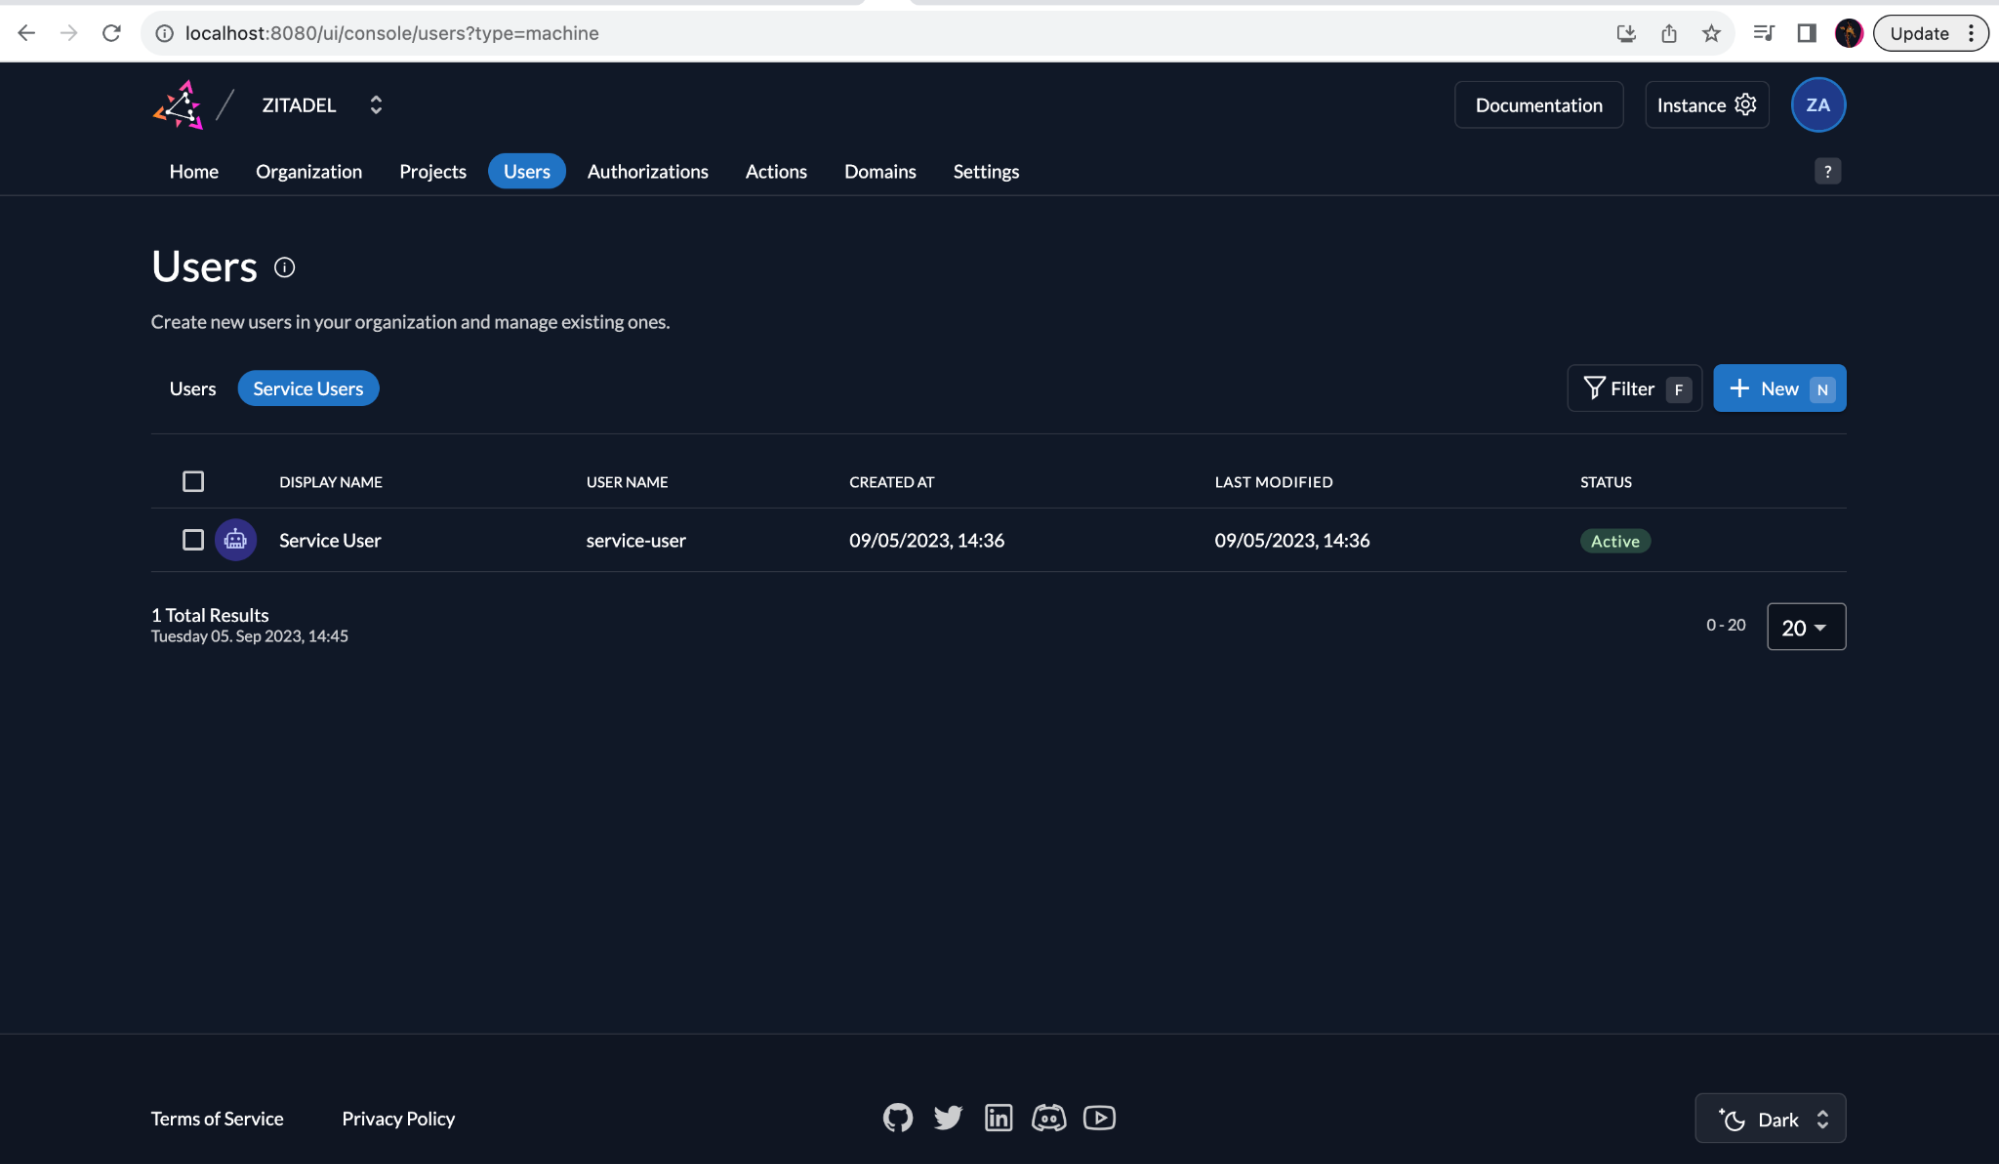 localhost:8080/ui/console/users?type=machine
Update
ZITADEL
Documentation
Instance
ZA
Home Organization Projects Users Authorizations Actions Domains Settings
?
Users
Create new users in your organization and manage existing ones.
Users Service Users
Filter F
New N
DISPLAY NAME USER NAME CREATED AT LAST MODIFIED STATUS
Service User service-user 09/05/2023, 14:36 09/05/2023, 14:36 Active
1 Total Results
Tuesday 05. Sep 2023, 14:45
0 - 20
20
Terms of Service Privacy Policy
in
Dark